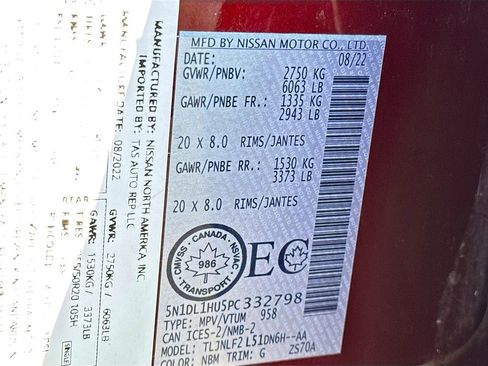 MFD BY NISSAN MOTOR CO., LTD.
DATE: 08/22
GVWR/PNBV: 2750 KG
6063 LB
GAWR/PNBE FR.: 1335 KG
2943 LB
20 X 8.0 RIMS/JANTES
GAWR/PNBE RR.: 1530 KG
3373 LB
20 X 8.0 RIMS/JANTES
CANADA
CMVSS NSVAC
986
TRANSPORT
EC
5N1DL1HU5PC332798
TYPE: MPV/VTUM 958
CAN ICES-2/NMB-2
MODEL: TLJNLF2 L51DN6H--AA
COLOR: NBM TRIM: G ZS70A
MANUFACTURED BY: NISSAN NORTH AMERICA, INC.
IMPORTED BY: TAS AUTO REP LLC
DATE: 08/2022
GVWR: 2750KG / 6063LB
GAWR: 1530KG / 3373LB
SINGLE